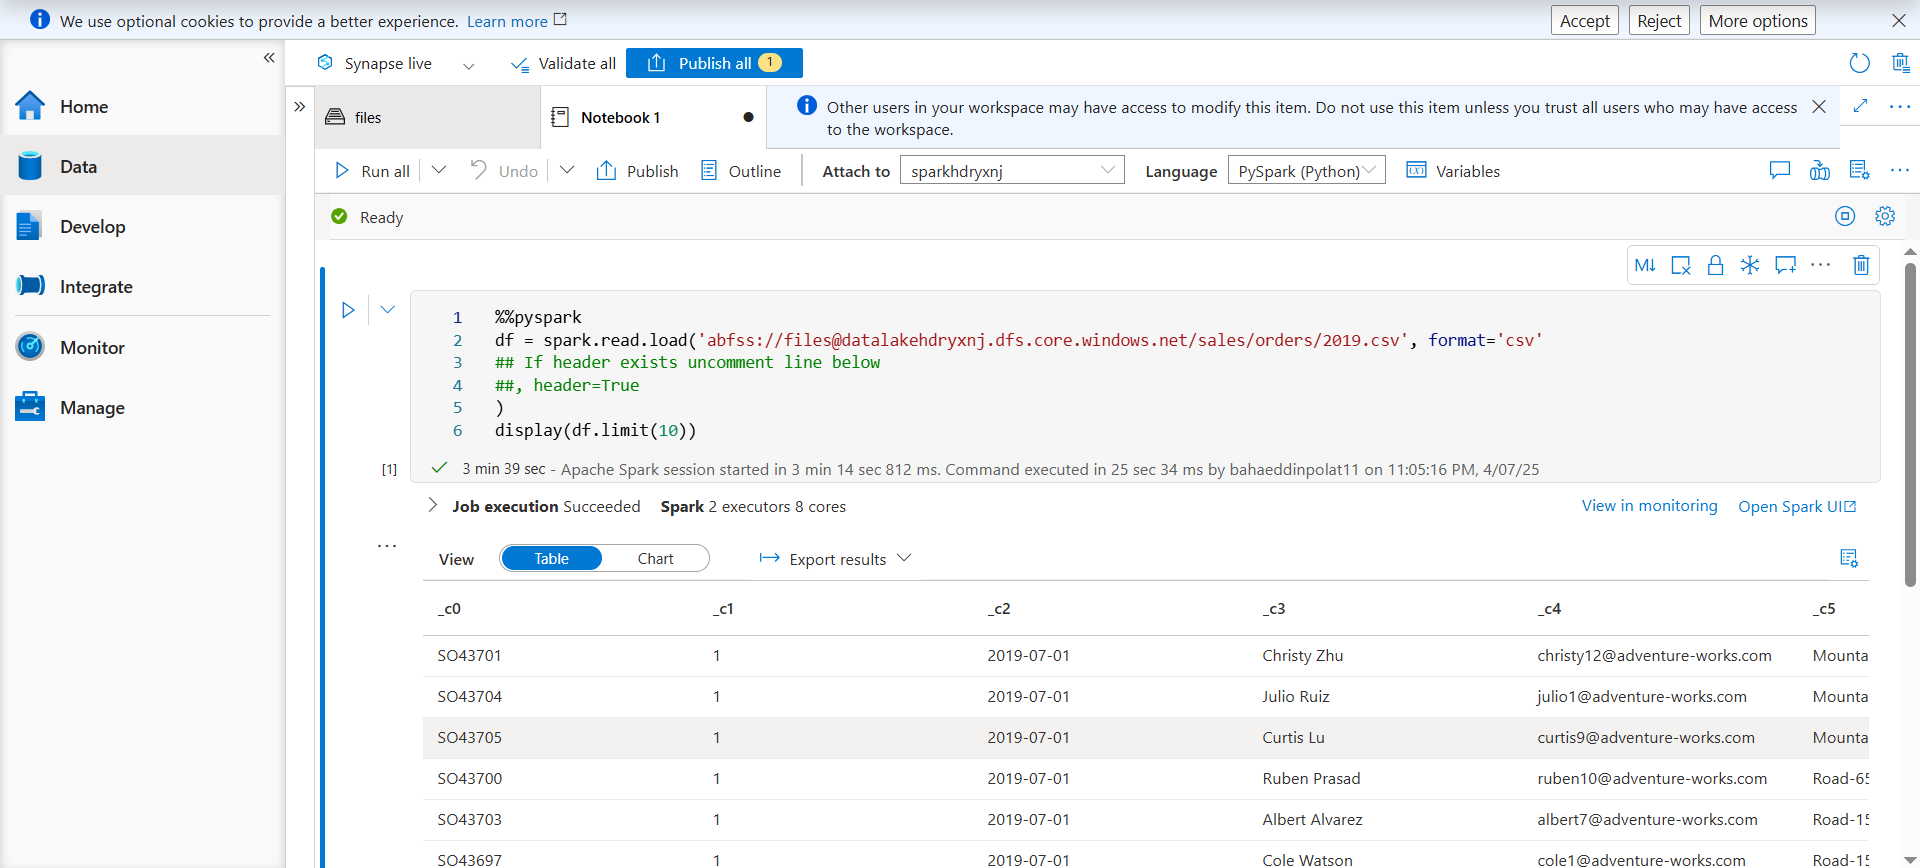 We use optional cookies to provide a better experience. Learn more
Accept Reject More options
Synapse live Validate all Publish all 1
Home
Data
Develop
Integrate
Monitor
Manage
files
Notebook 1
Other users in your workspace may have access to modify this item. Do not use this item unless you trust all users who may have access
to the workspace.
Run all Undo Publish Outline Attach to sparkhdryxnj Language PySpark (Python) Variables
Ready
M↓
1 %%pyspark
2 df = spark.read.load('abfss://files@datalakehdryxnj.dfs.core.windows.net/sales/orders/2019.csv', format='csv'
3 ## If header exists uncomment line below
4 ##, header=True
5 )
6 display(df.limit(10))
[1] 3 min 39 sec - Apache Spark session started in 3 min 14 sec 812 ms. Command executed in 25 sec 34 ms by bahaeddinpolat11 on 11:05:16 PM, 4/07/25
Job execution Succeeded Spark 2 executors 8 cores View in monitoring Open Spark UI
View Table Chart Export results
_c0 _c1 _c2 _c3 _c4 _c5
SO43701 1 2019-07-01 Christy Zhu christy12@adventure-works.com Mounta
SO43704 1 2019-07-01 Julio Ruiz julio1@adventure-works.com Mounta
SO43705 1 2019-07-01 Curtis Lu curtis9@adventure-works.com Mounta
SO43700 1 2019-07-01 Ruben Prasad ruben10@adventure-works.com Road-65
SO43703 1 2019-07-01 Albert Alvarez albert7@adventure-works.com Road-15
SO43697 1 2019-07-01 Cole Watson cole1@adventure-works.com Road-15